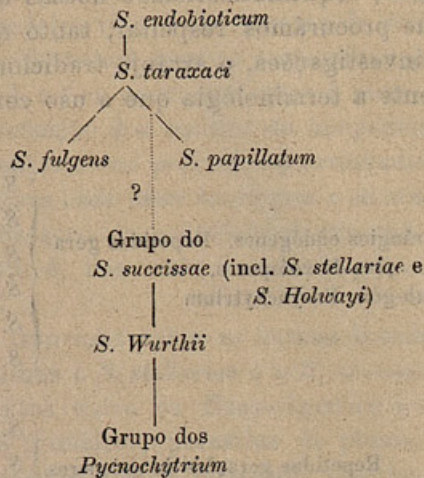 S. endobioticum
S. taraxaci
S. fulgens S. papillatum
?
Grupo do
S. succissae (incl. S. stellariae e
S. Holwayi)
S. Wurthii
Grupo dos
Pycnochytrium